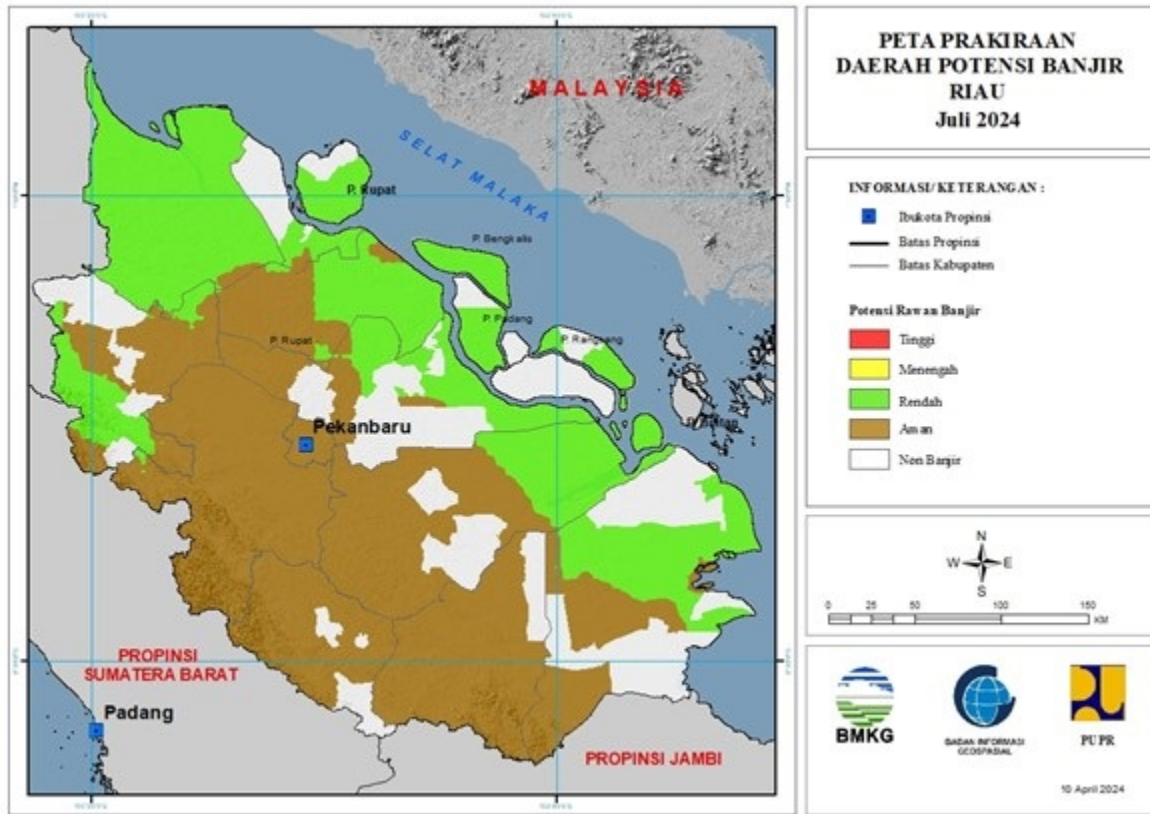 PETA PRAKIRAAN
DAERAH POTENSI BANJIR
RIAU
Juli 2024
MALAYSIA
SELAT MALAKA
P. Rupat
P. Bengkalis
P. Padang
P. Rangsang
P. Rupat
Pekanbaru
PROPINSI
SUMATERA BARAT
Padang
PROPINSI JAMBI
INFORMASI/KETERANGAN :
Ibukota Propinsi
Batas Propinsi
Batas Kabupaten
Potensi Rawan Banjir
Tinggi
Menengah
Rendah
Aman
Non Banjir
N
W E
S
0 25 50 100 150
KM
BMKG
BADAN INFORMASI
GEOSPASIAL
PUPR
10 April 2024